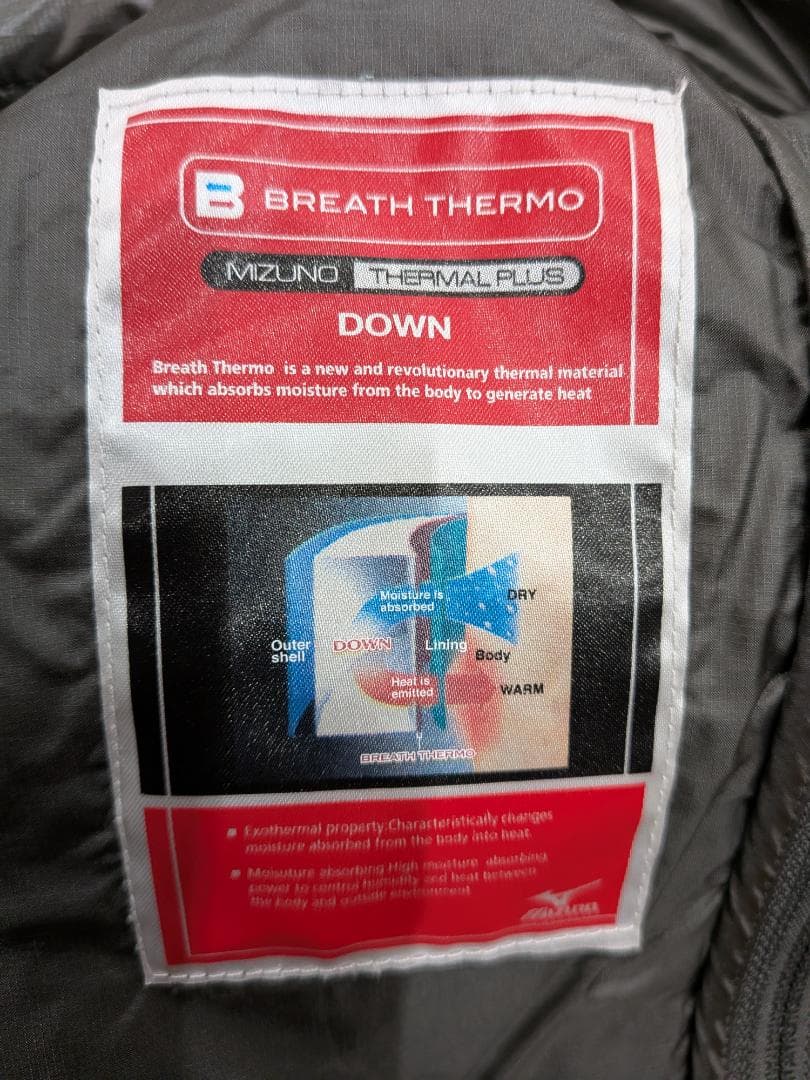 B BREATH THERMO
MIZUNO THERMAL PLUS
DOWN
Breath Thermo is a new and revolutionary thermal material
which absorbs moisture from the body to generate heat
Moisture is
absorbed
DRY
Outer
shell
DOWN
Lining
Body
Heat is
emitted
WARM
BREATH THERMO
■ Exothermal property:Characteristically changes
moisture absorbed from the body into heat.
■ Moisuture absorbing High moisture absorbing
power to control humidity and heat between
the body and outside environment
MIZUNO